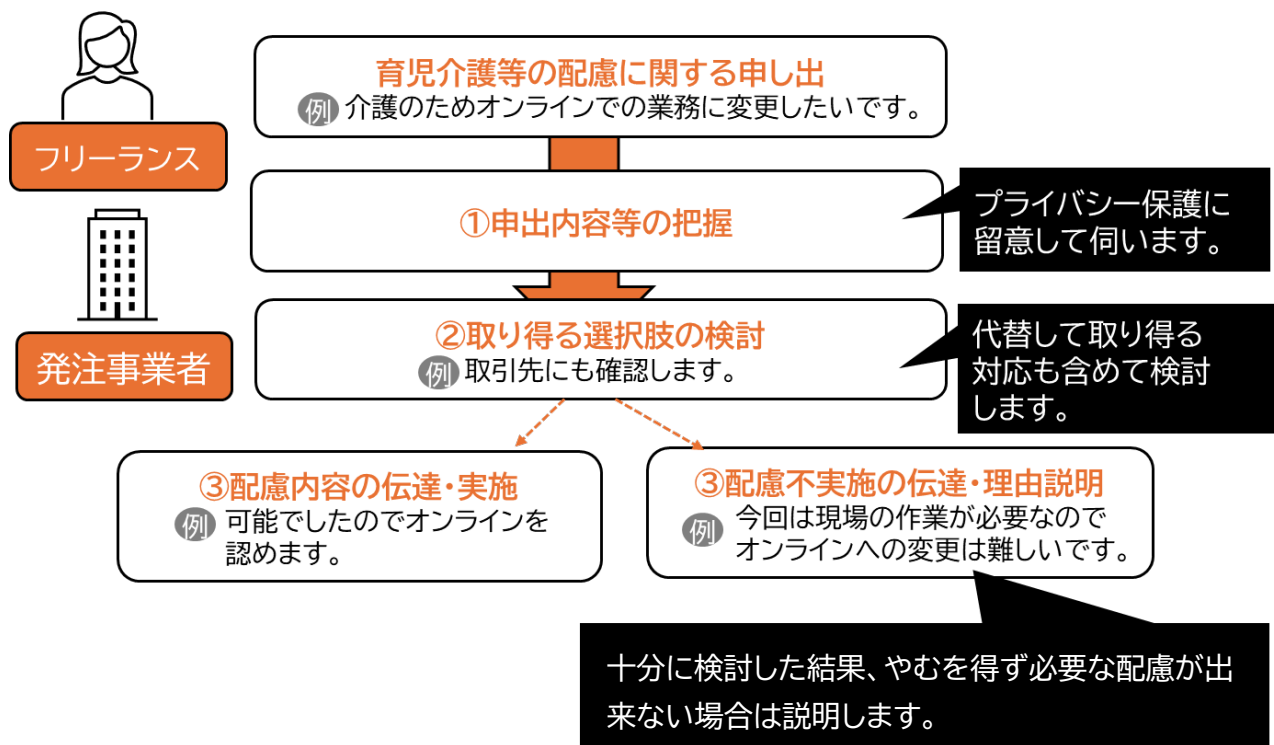 育児介護等の配慮に関する申し出
例 介護のためオンラインでの業務に変更したいです。
フリーランス
①申出内容等の把握
プライバシー保護に
留意して伺います。
発注事業者
②取り得る選択肢の検討
例 取引先にも確認します。
代替して取り得る
対応も含めて検討
します。
③配慮内容の伝達・実施
例 可能でしたのでオンラインを
認めます。
③配慮不実施の伝達・理由説明
例 今回は現場の作業が必要なので
オンラインへの変更は難しいです。
十分に検討した結果、やむを得ず必要な配慮が出
来ない場合は説明します。